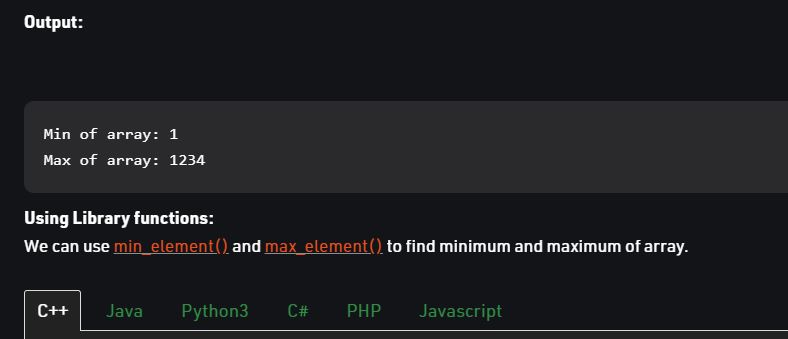 Output:
Min of array: 1
Max of array: 1234
Using Library functions:
We can use min_element() and max_element() to find minimum and maximum of array.
C++ Java Python3 C# PHP Javascript